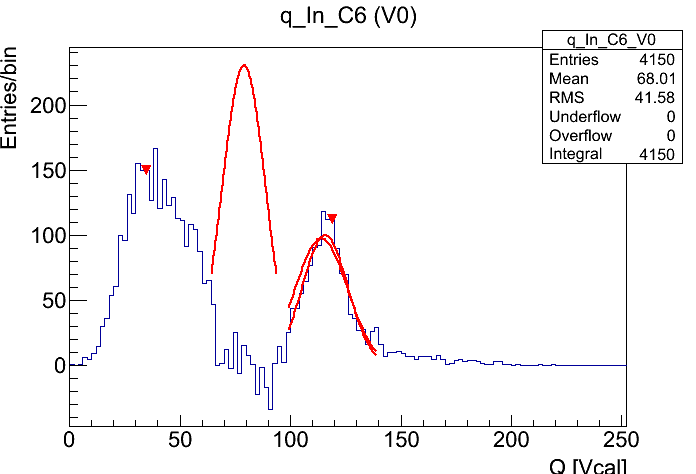 q_In_C6 (V0)
q_In_C6_V0
Entries 4150
Mean 68.01
RMS 41.58
Underflow 0
Overflow 0
Integral 4150
Entries/bin
200
150
100
50
0
0 50 100 150 200 250
Q [Vcal]